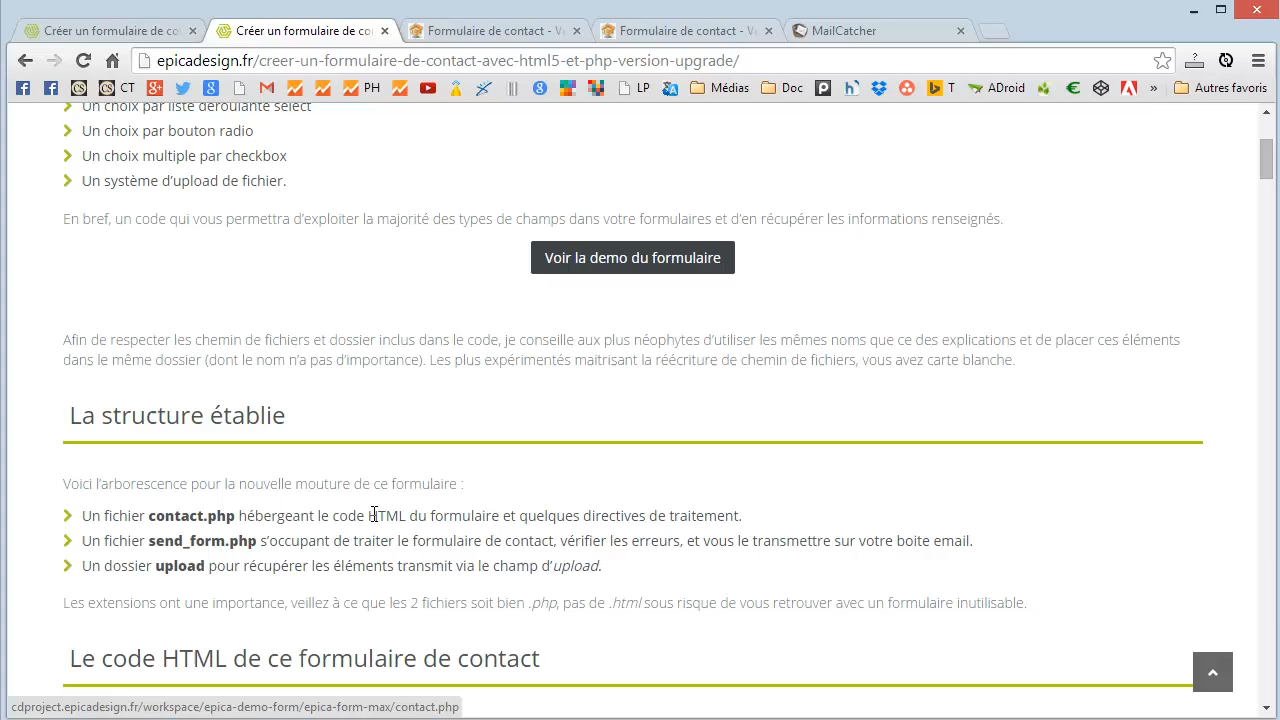 Créer un formulaire de co
Créer un formulaire de co
Formulaire de contact - V
Formulaire de contact - V
MailCatcher
epicadesign.fr/creer-un-formulaire-de-contact-avec-html5-et-php-version-upgrade/
CT
PH
LP
Médias
Doc
T
ADroid
»
Autres favoris
Un choix par liste déroulante select
Un choix par bouton radio
Un choix multiple par checkbox
Un système d'upload de fichier.
En bref, un code qui vous permettra d'exploiter la majorité des types de champs dans votre formulaires et d'en récupérer les informations renseignés.
Voir la demo du formulaire
Afin de respecter les chemin de fichiers et dossier inclus dans le code, je conseille aux plus néophytes d'utiliser les mêmes noms que ce des explications et de placer ces éléments
dans le même dossier (dont le nom n'a pas d'importance). Les plus expérimentés maitrisant la réécriture de chemin de fichiers, vous avez carte blanche.
La structure établie
Voici l'arborescence pour la nouvelle mouture de ce formulaire :
Un fichier contact.php hébergeant le code HTML du formulaire et quelques directives de traitement.
Un fichier send_form.php s'occupant de traiter le formulaire de contact, vérifier les erreurs, et vous le transmettre sur votre boite email.
Un dossier upload pour récupérer les éléments transmit via le champ d'upload.
Les extensions ont une importance, veillez à ce que les 2 fichiers soit bien .php, pas de .html sous risque de vous retrouver avec un formulaire inutilisable.
Le code HTML de ce formulaire de contact
cdproject.epicadesign.fr/workspace/epica-demo-form/epica-form-max/contact.php